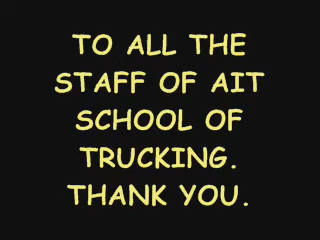 TO ALL THE
STAFF OF AIT
SCHOOL OF
TRUCKING.
THANK YOU.